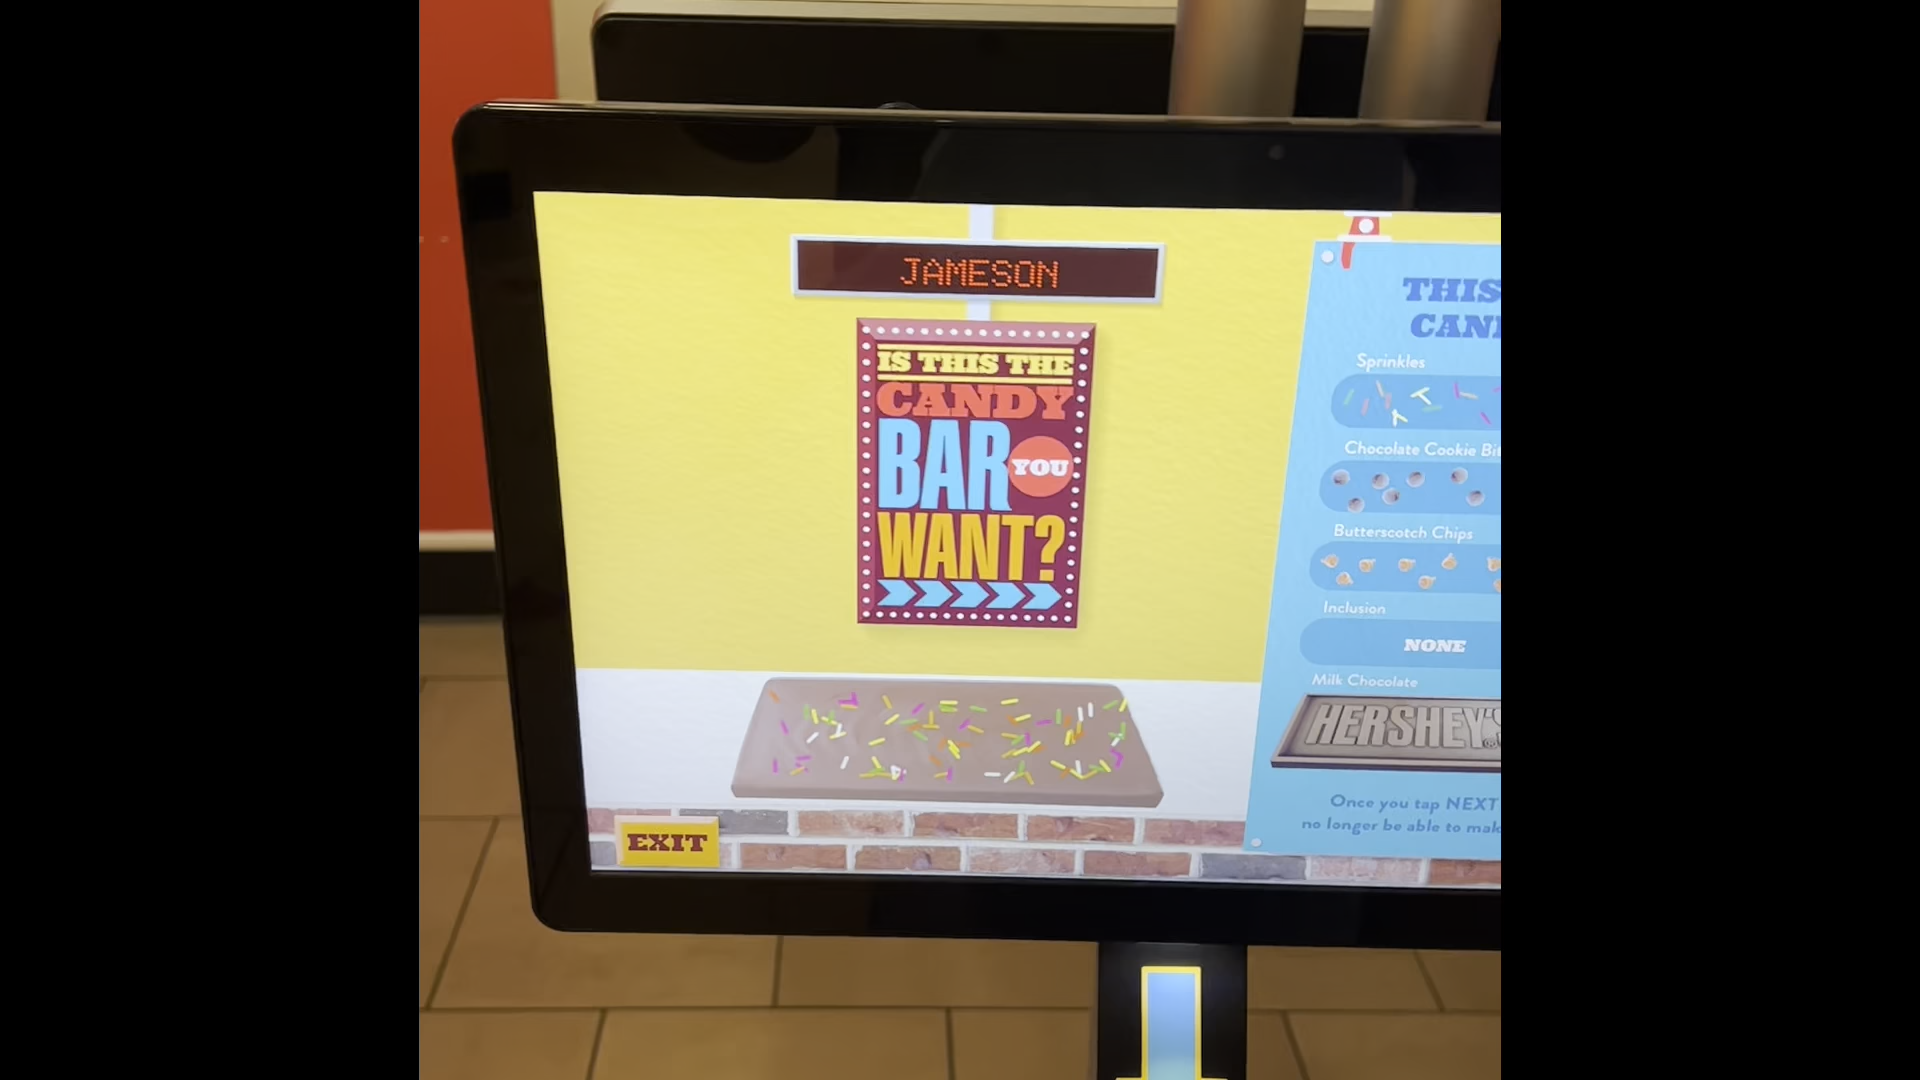 JAMESON
IS THIS THE
CANDY
BAR YOU
WANT?
EXIT
THIS
Sprinkles
Chocolate Cookie
Butterscotch Chips
Inclusion
NONE
Milk Chocolate
HERSHEY'S
Once you tap NEXT
no longer be able to